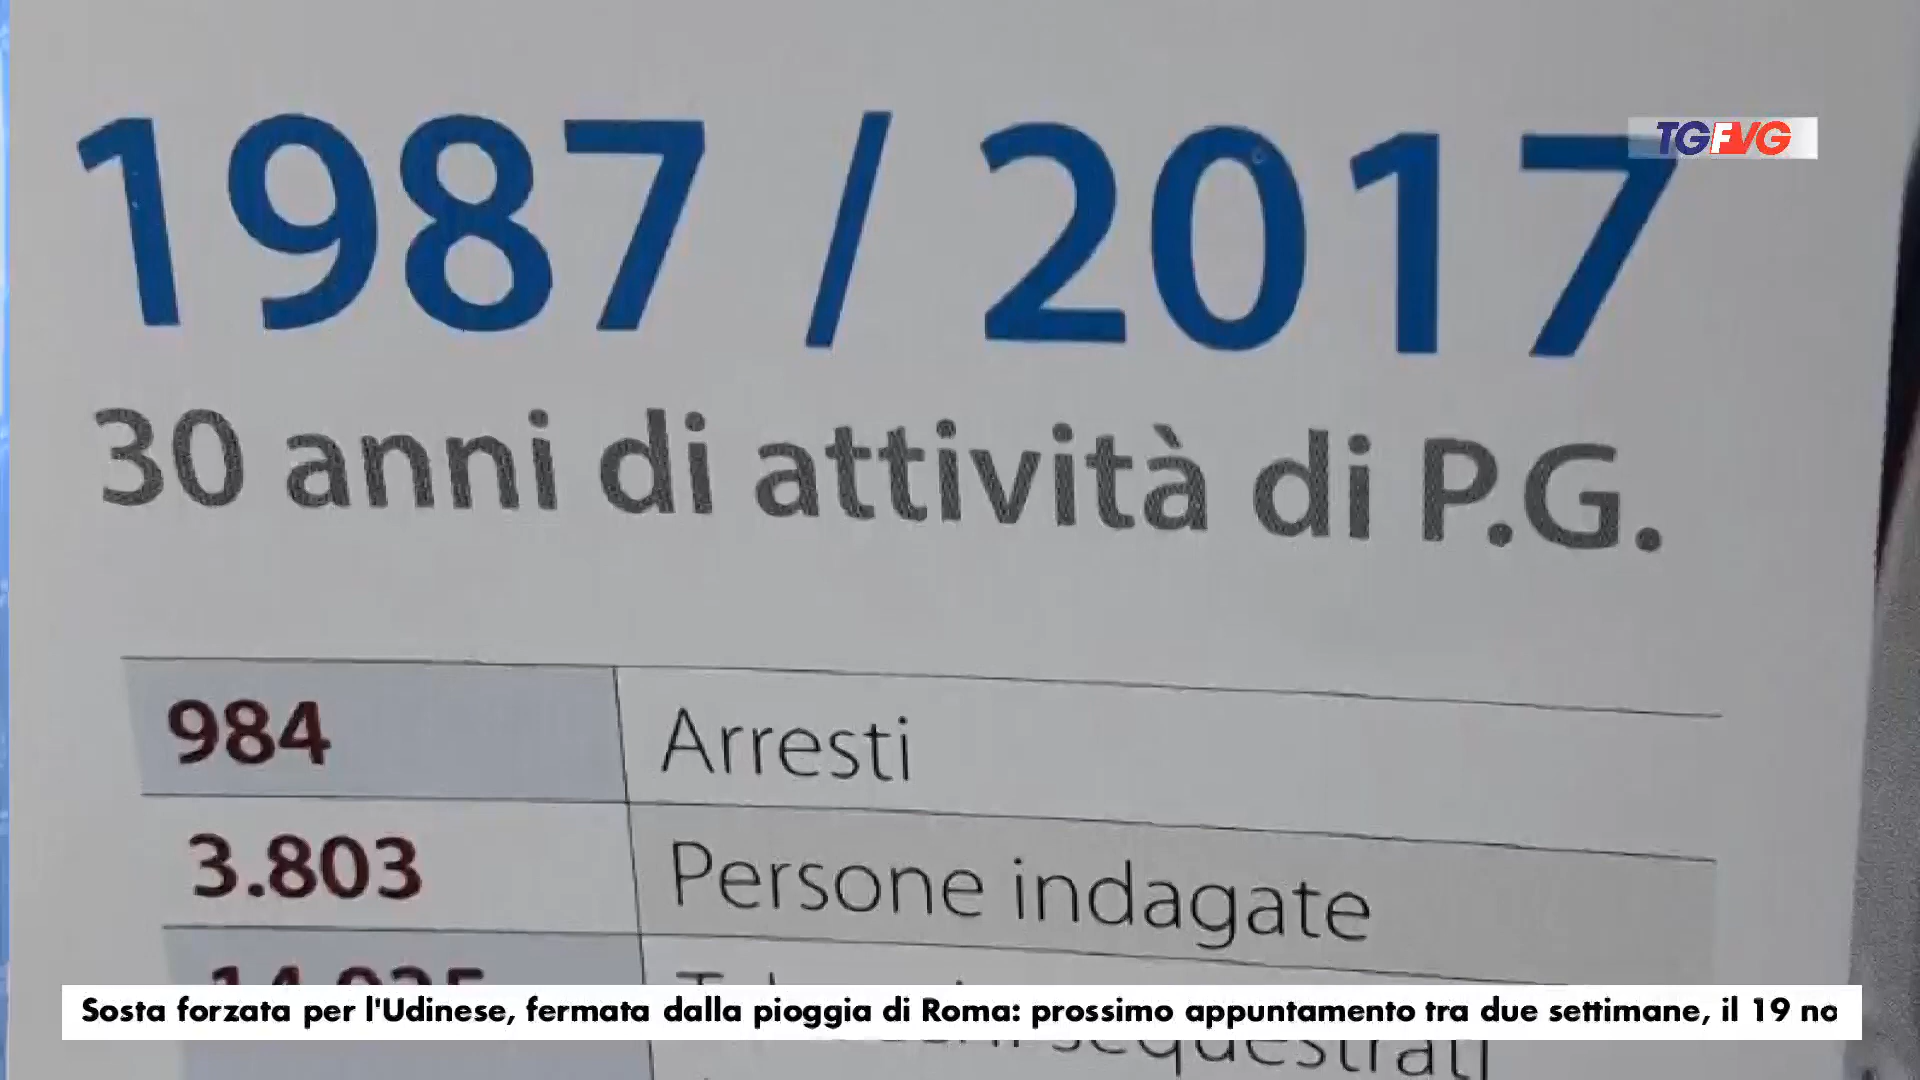 1987 / 2017
TGFVG
30 anni di attività di P.G.
984 Arresti
3.803 Persone indagate
sequestrati
Sosta forzata per l'Udinese, fermata dalla pioggia di Roma: prossimo appuntamento tra due settimane, il 19 no